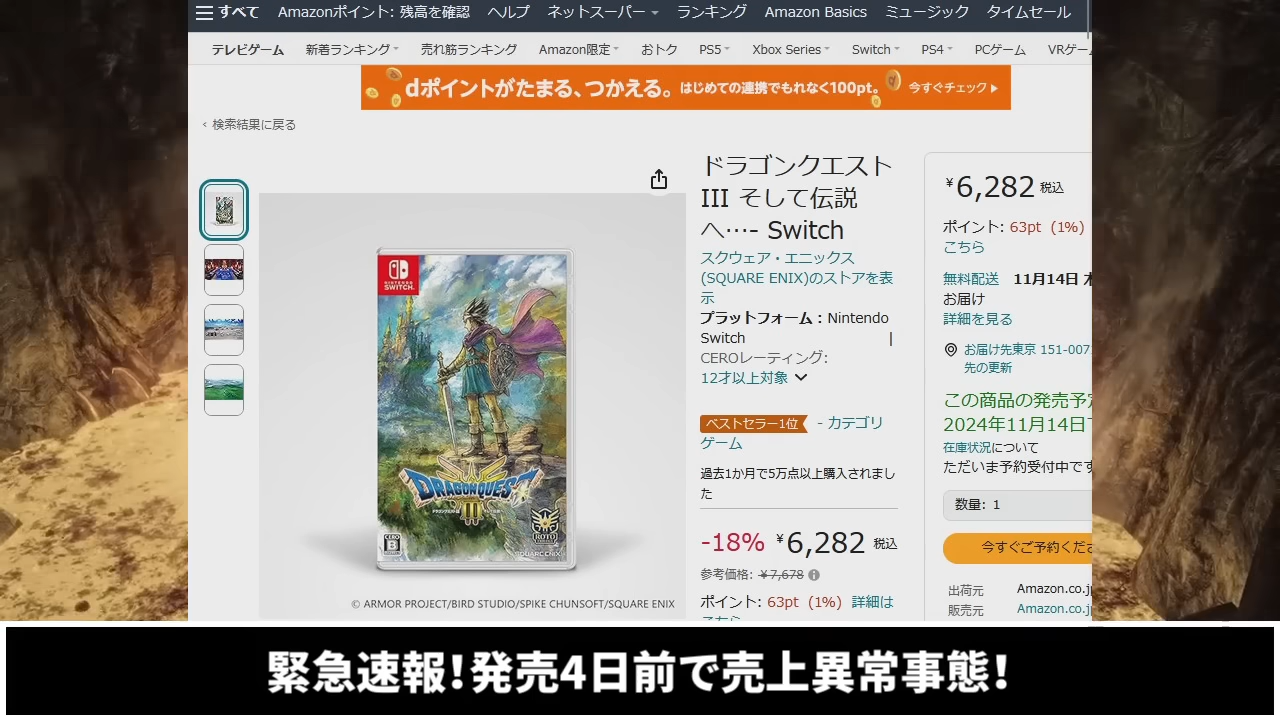 すべて Amazonポイント: 残高を確認 ヘルプ ネットスーパー ランキング Amazon Basics ミュージック タイムセール
テレビゲーム 新着ランキング 売れ筋ランキング Amazon限定 おトク PS5 Xbox Series Switch PS4 PCゲーム VRゲー
dポイントがたまる、つかえる。 はじめての連携でもれなく100pt。 今すぐチェック
‹ 検索結果に戻る
NINTENDO
SWITCH
DRAGON QUEST
III
ROTO
CERO
B
SQUARE ENIX
© ARMOR PROJECT/BIRD STUDIO/SPIKE CHUNSOFT/SQUARE ENIX
ドラゴンクエスト
III そして伝説
へ…- Switch
スクウェア・エニックス
(SQUARE ENIX)のストアを表
示
プラットフォーム : Nintendo
Switch |
CEROレーティング:
12才以上対象
ベストセラー1位 - カテゴリ
ゲーム
過去1か月で5万点以上購入されまし
た
-18% ¥6,282 税込
参考価格: ¥7,678
ポイント: 63pt (1%) 詳細は
こちら
¥6,282 税込
ポイント: 63pt (1%)
こちら
無料配送 11月14日 木
お届け
詳細を見る
お届け先東京 151-007
先の更新
この商品の発売予定
2024年11月14日
在庫状況について
ただいま予約受付中です
数量: 1
今すぐご予約くださ
出荷元 Amazon.co.jp
販売元 Amazon.co.jp
緊急速報!発売4日前で売上異常事態!